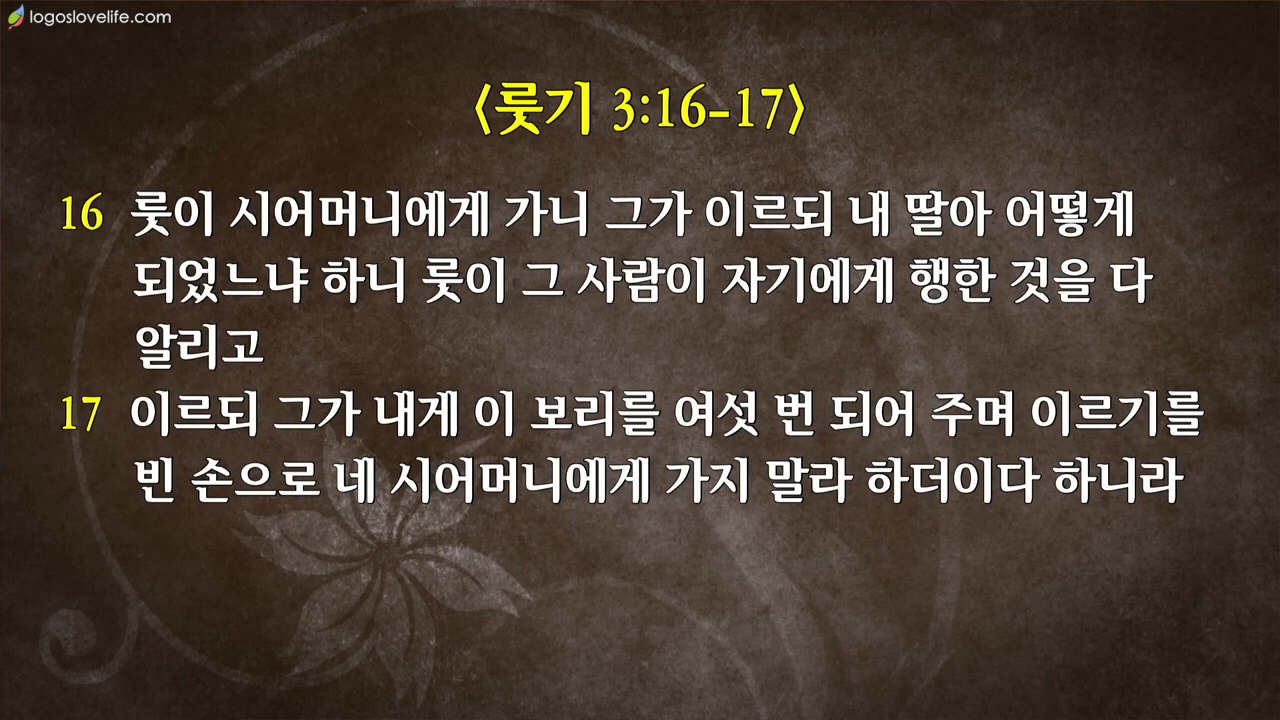 logoslovelife.com
<룻기 3:16-17>
16 룻이 시어머니에게 가니 그가 이르되 내 딸아 어떻게
되었느냐 하니 룻이 그 사람이 자기에게 행한 것을 다
알리고
17 이르되 그가 내게 이 보리를 여섯 번 되어 주며 이르기를
빈 손으로 네 시어머니에게 가지 말라 하더이다 하니라